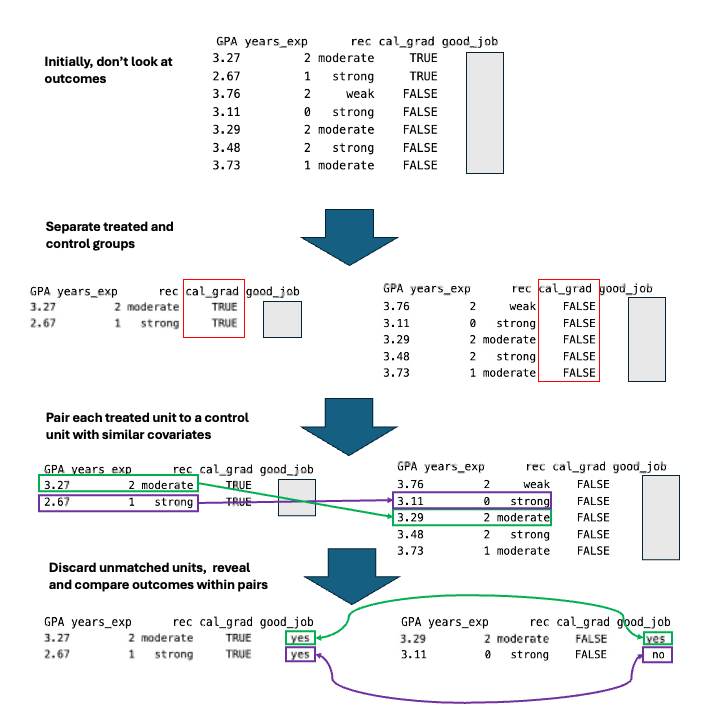 GPA years_exp rec cal_grad good_job
Initially, don't look at
outcomes
3.27 2 moderate TRUE
2.67 1 strong TRUE
3.76 2 weak FALSE
3.11 0 strong FALSE
3.29 2 moderate FALSE
3.48 2 strong FALSE
3.73 1 moderate FALSE
Separate treated and
control groups
GPA years_exp rec cal_grad good_job
3.27 2 moderate TRUE
2.67 1 strong TRUE
GPA years_exp rec cal_grad good_job
3.76 2 weak FALSE
3.11 0 strong FALSE
3.29 2 moderate FALSE
3.48 2 strong FALSE
3.73 1 moderate FALSE
Pair each treated unit to a control
unit with similar covariates
GPA years exp rec cal_grad good_job
3.27 2 moderate TRUE
2.67 1 strong TRUE
GPA years_exp rec cal_grad good_job
3.76 2 weak FALSE
3.11 0 strong FALSE
3.29 2 moderate FALSE
3.48 2 strong FALSE
3.73 1 moderate FALSE
Discard unmatched units, reveal
and compare outcomes within pairs
GPA years_exp rec cal_grad good_job
3.27 2 moderate TRUE yes
2.67 1 strong TRUE yes
GPA years_exp rec cal_grad good_job
3.29 2 moderate FALSE yes
3.11 0 strong FALSE no